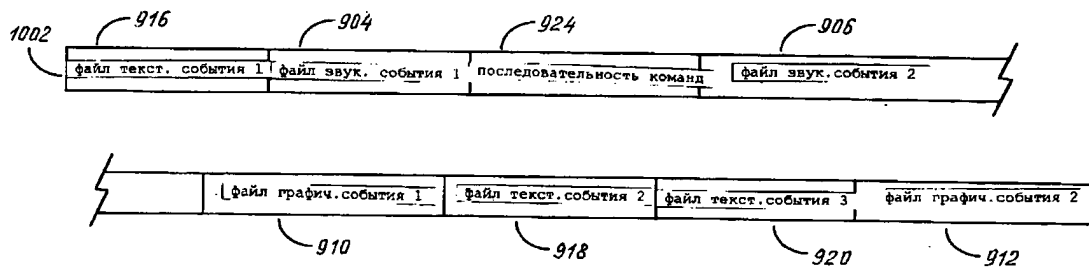 916 904 924 906
1002
файл текст. события 1 файл звук. события 1 последовательность команд файл звук.события 2
файл графич.события 1 файл текст.события 2 файл текст.события 3 файл графич.события 2
910 918 920 912